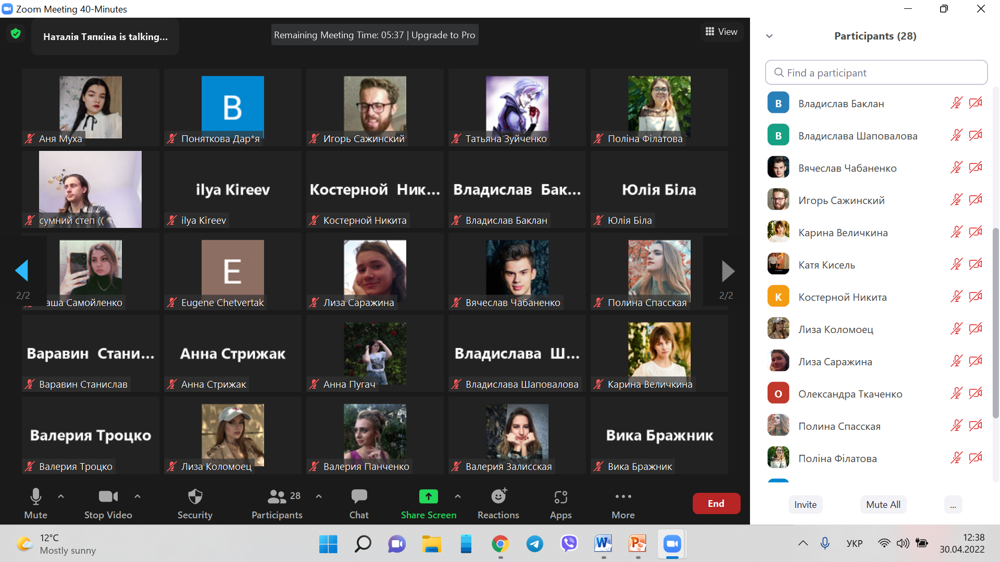 Zoom Meeting 40-Minutes
Наталія Тяпкіна is talking...
Remaining Meeting Time: 05:37 | Upgrade to Pro
View
B
Аня Муха
Поняткова Дар*я
Игорь Сажинский
Татьяна Зуйченко
Поліна Філатова
ilya Kireev
Костерной Ник...
Владислав Бак...
Юлія Біла
сумний степ ((
ilya Kireev
Костерной Никита
Владислав Баклан
Юлія Біла
E
2/2
2/2
аша Самойленко
Eugene Chetvertak
Лиза Саражина
Вячеслав Чабаненко
Полина Спасская
Варавин Стани...
Анна Стрижак
Владислава Ш...
Варавин Станислав
Анна Стрижак
Анна Пугач
Владислава Шаповалова
Карина Величкина
Валерия Троцко
Вика Бражник
Валерия Троцко
Лиза Коломоец
Валерия Панченко
Валерия Залисская
Вика Бражник
Mute
Stop Video
Security
28
Participants
Chat
Share Screen
Reactions
Apps
More
End
Participants (28)
Find a participant
В Владислав Баклан
В Владислава Шаповалова
Вячеслав Чабаненко
Игорь Сажинский
Карина Величкина
Катя Кисель
К Костерной Никита
Лиза Коломоец
Лиза Саражина
О Олександра Ткаченко
Полина Спасская
Поліна Філатова
Invite
Mute All
...
12°C
Mostly sunny
W
P
УКР
12:38
30.04.2022